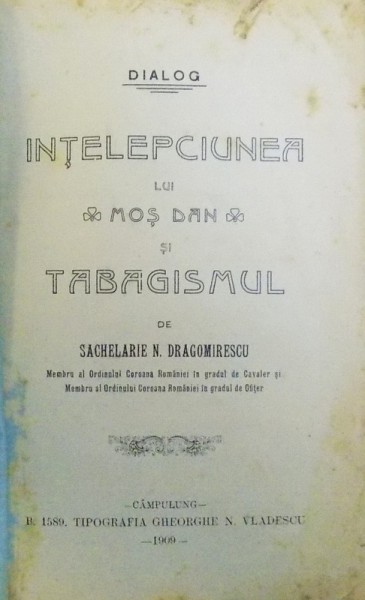 DIALOG
INȚELEPCIUNEA
LUI
MOȘ DAN
ȘI
TABAGISMUL
DE
SACHELARIE N. DRAGOMIRESCU
Membru al Ordinului Coroana României în gradul de Cavaler și
Membru al Ordinului Coroana României în gradul de Ofițer
—CÂMPULUNG—
B. 1589. TIPOGRAFIA GHEORGHE N. VLADESCU
—1909—